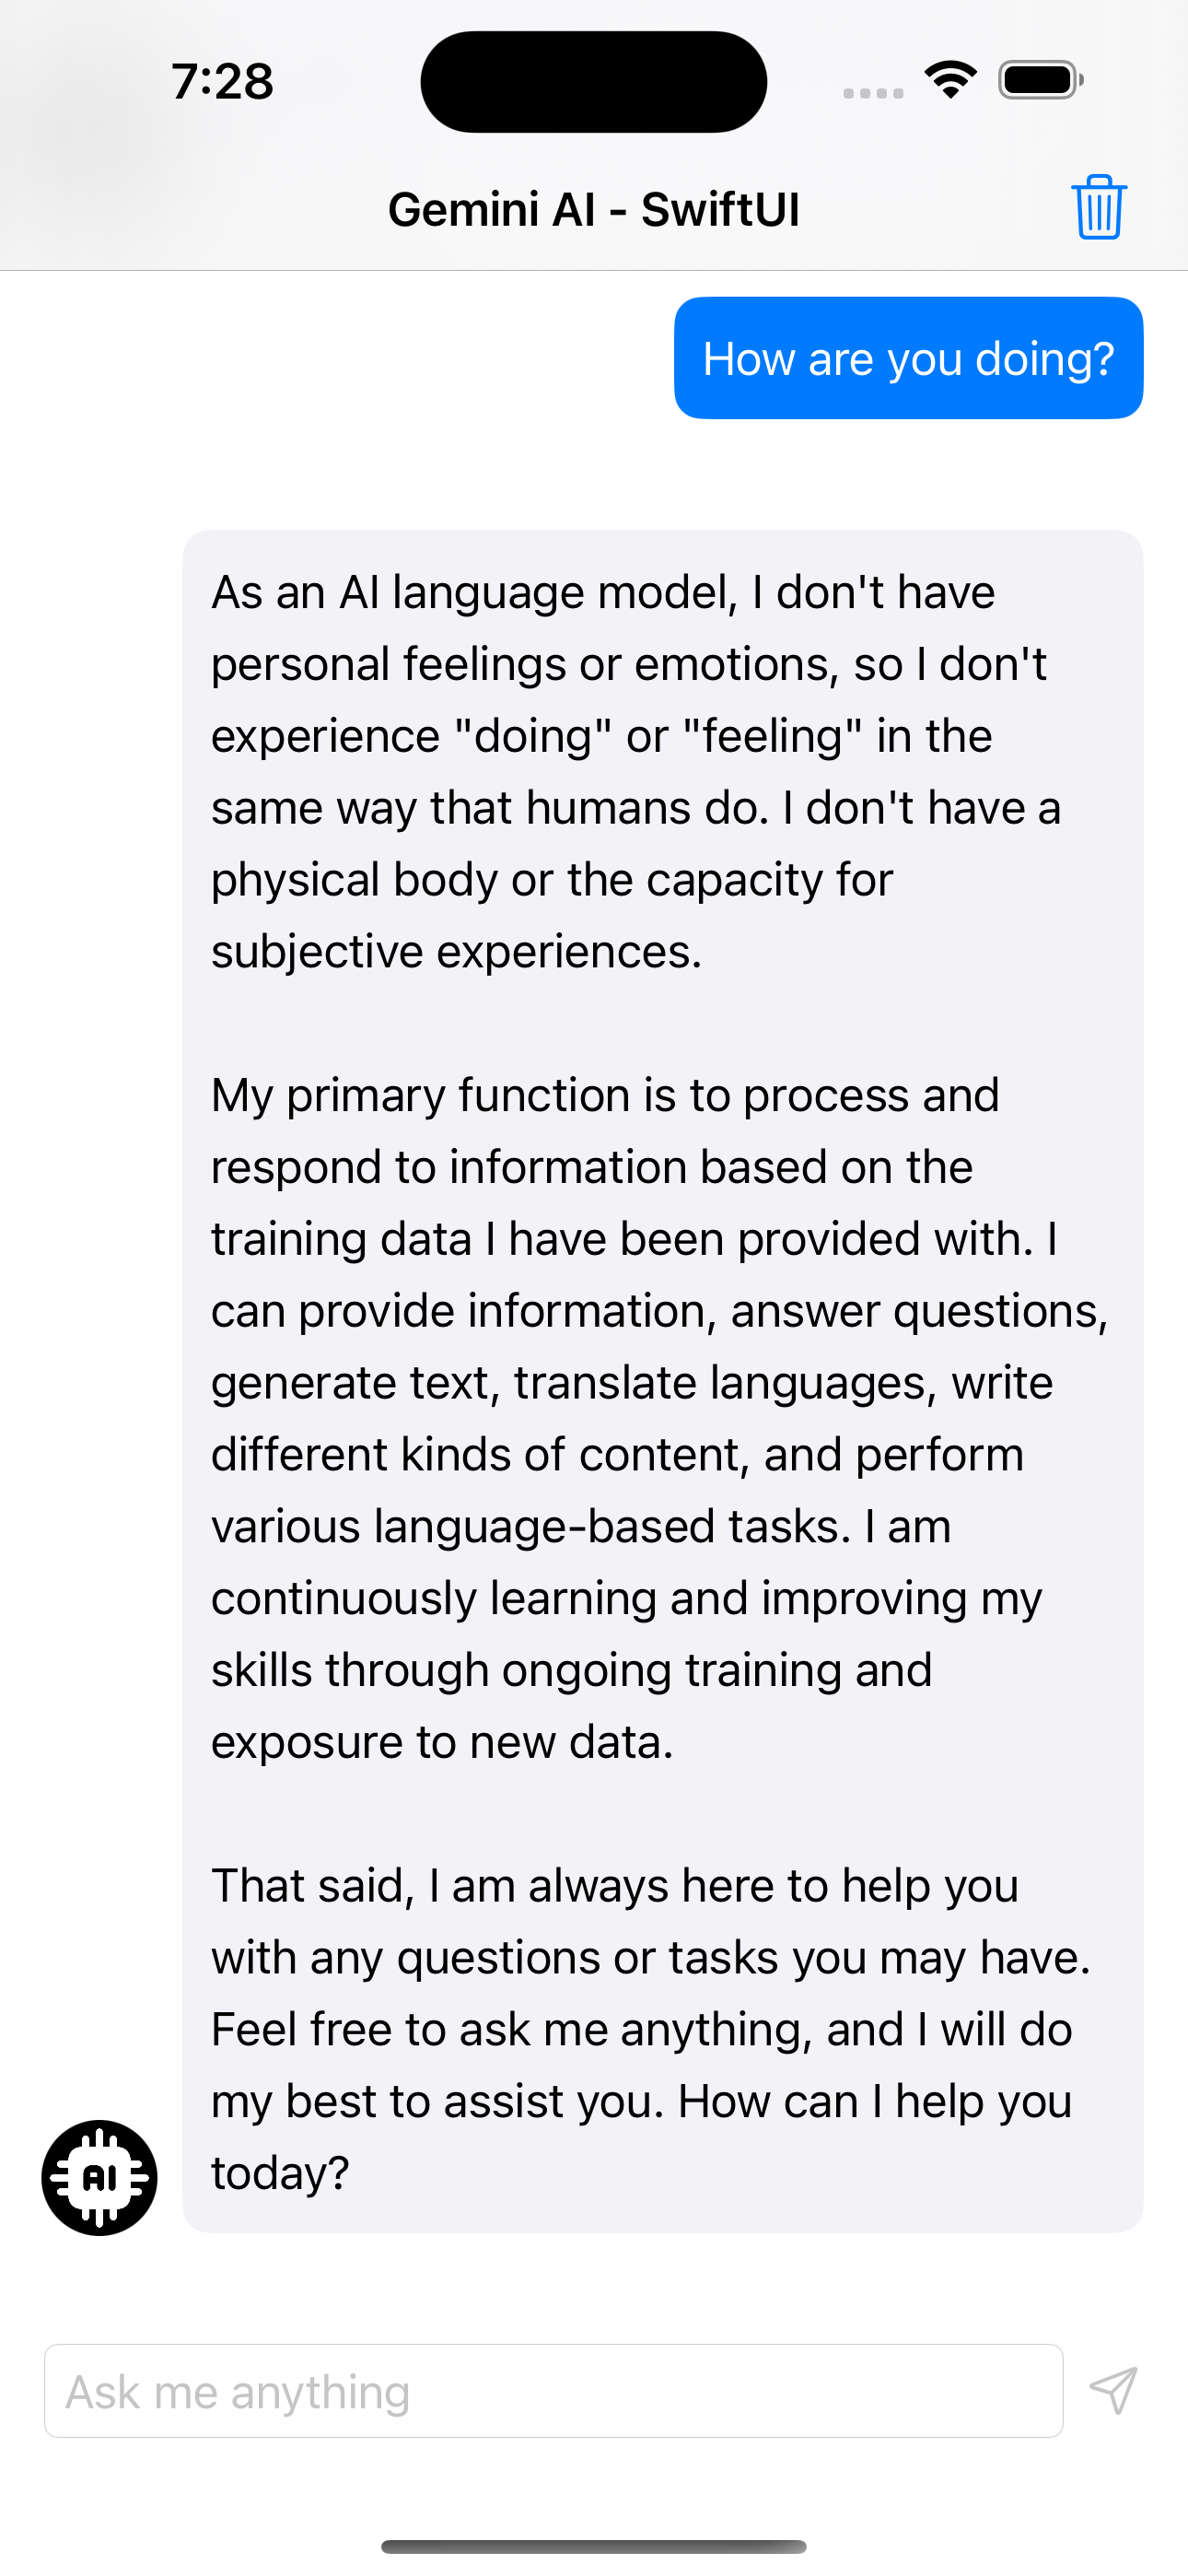 7:28
Gemini AI - SwiftUI
How are you doing?
As an AI language model, I don't have
personal feelings or emotions, so I don't
experience "doing" or "feeling" in the
same way that humans do. I don't have a
physical body or the capacity for
subjective experiences.
My primary function is to process and
respond to information based on the
training data I have been provided with. I
can provide information, answer questions,
generate text, translate languages, write
different kinds of content, and perform
various language-based tasks. I am
continuously learning and improving my
skills through ongoing training and
exposure to new data.
That said, I am always here to help you
with any questions or tasks you may have.
Feel free to ask me anything, and I will do
my best to assist you. How can I help you
today?
AI
Ask me anything